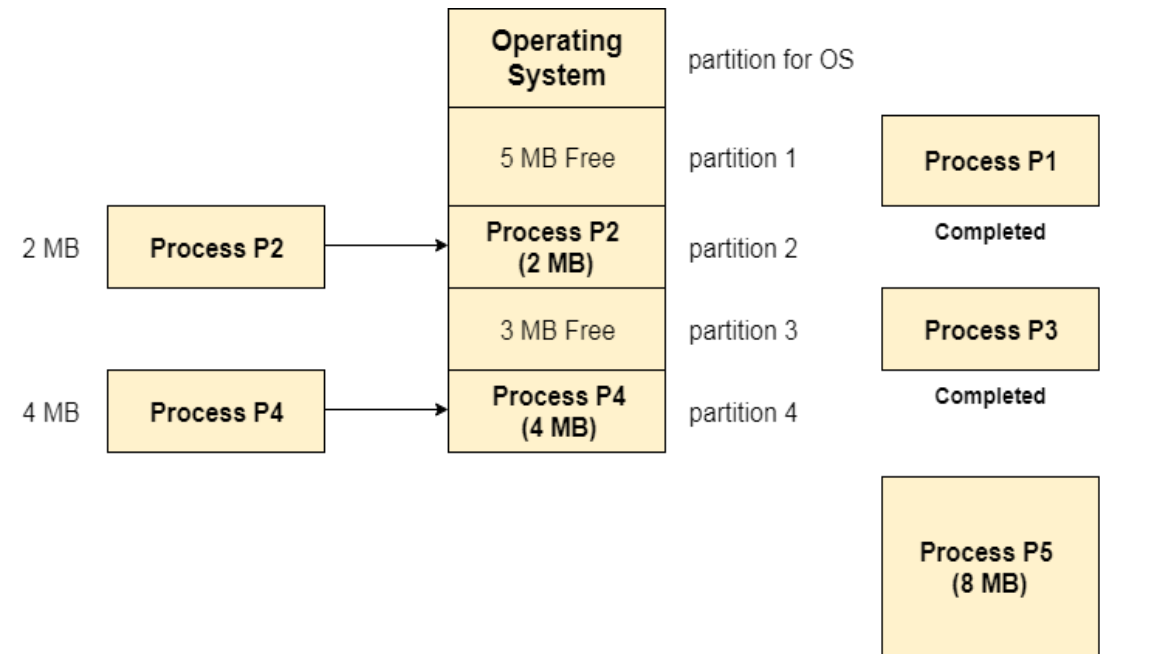 Operating
System
partition for OS
5 MB Free
partition 1
Process P1
Completed
2 MB
Process P2
Process P2
(2 MB)
partition 2
3 MB Free
partition 3
Process P3
Completed
4 MB
Process P4
Process P4
(4 MB)
partition 4
Process P5
(8 MB)